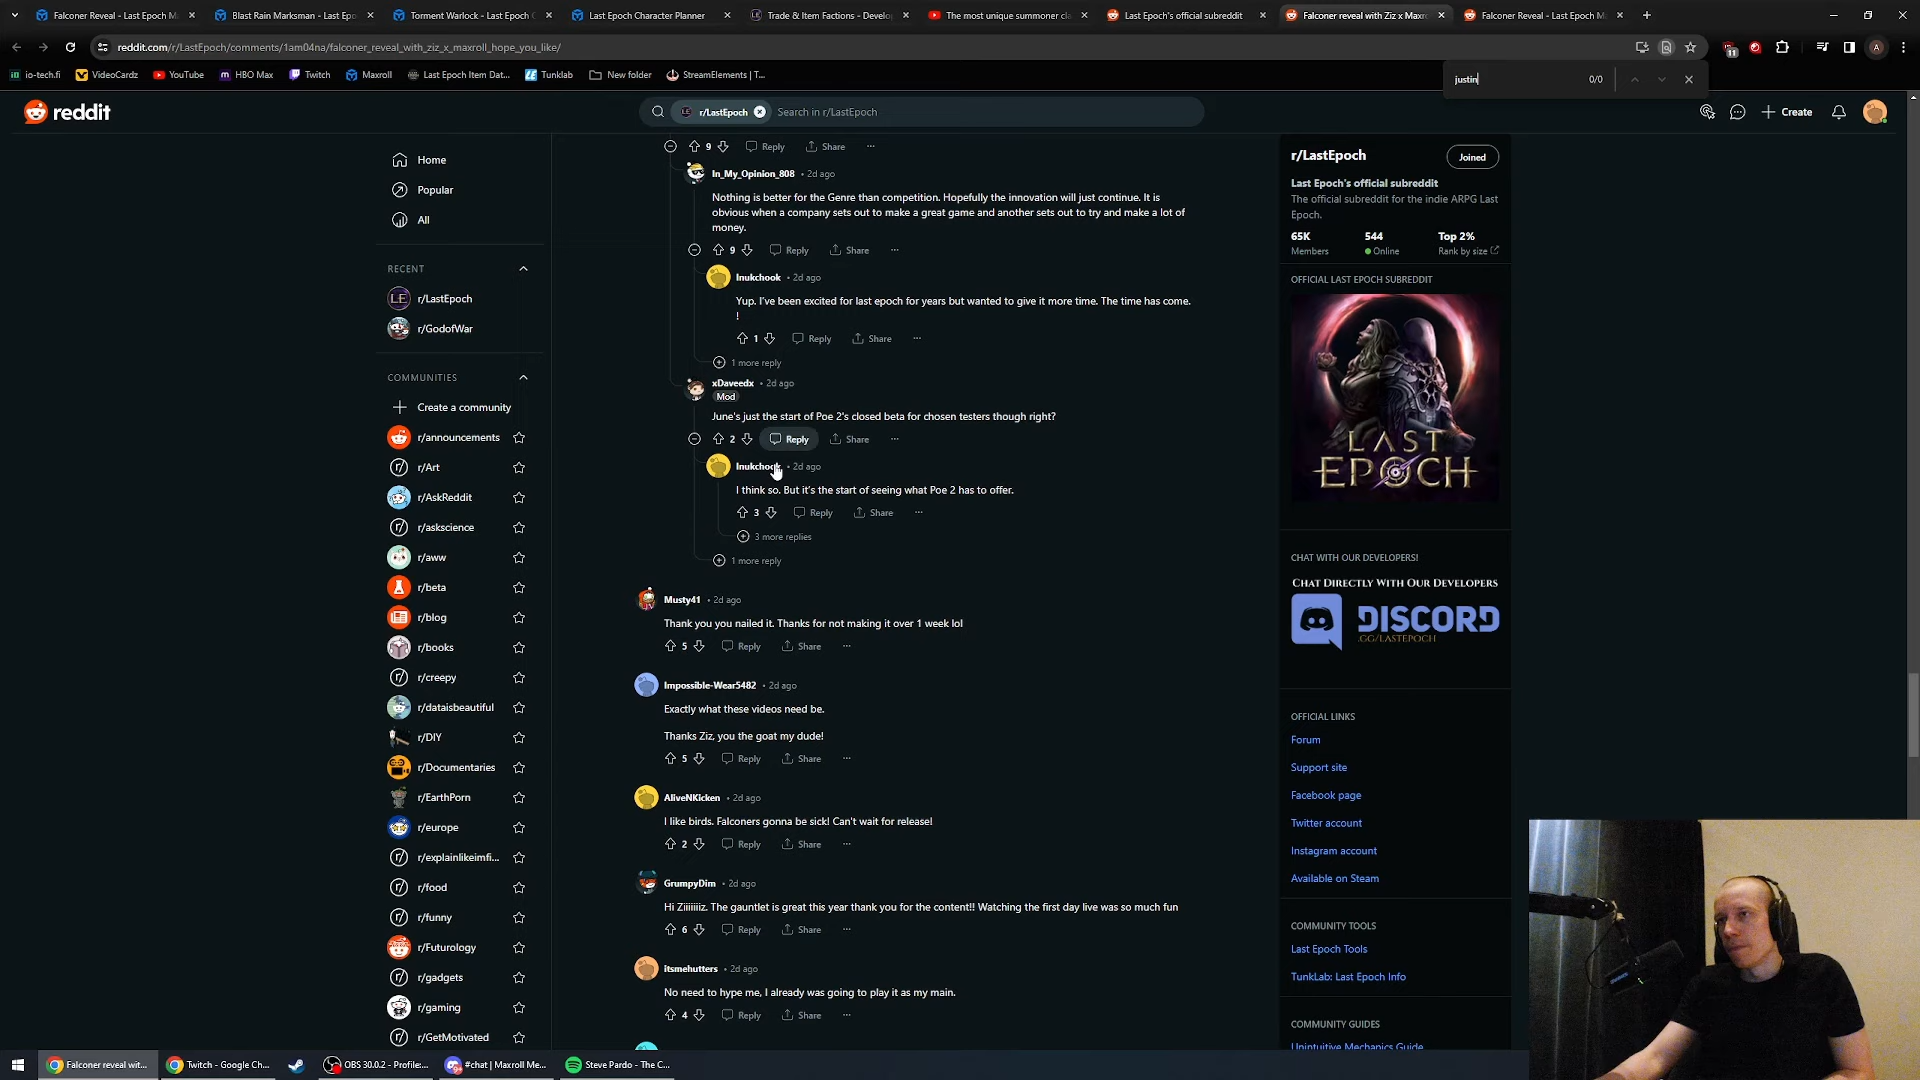 Falconer Reveal - Last Epoch M
Blast Rain Marksman - Last Epo
Torment Warlock - Last Epoch C
Last Epoch Character Planner
Trade & Item Factions - Develo
The most unique summoner cla
Last Epoch's official subreddit
Falconer reveal with Ziz x Maxr
Falconer Reveal - Last Epoch M
reddit.com/r/LastEpoch/comments/1am04na/falconer_reveal_with_ziz_x_maxroll_hope_you_like/
11
A
io-tech.fi
VideoCardz
YouTube
HBO Max
Twitch
Maxroll
Last Epoch Item Dat...
Tunklab
New folder
StreamElements | T...
justin
0/0
reddit
r/LastEpoch
Search in r/LastEpoch
Create
Home
Popular
All
RECENT
r/LastEpoch
r/GodofWar
COMMUNITIES
Create a community
r/announcements
r/Art
r/AskReddit
r/askscience
r/aww
r/beta
r/blog
r/books
r/creepy
r/dataisbeautiful
r/DIY
r/Documentaries
r/EarthPorn
r/europe
r/explainlikeimfi...
r/food
r/funny
r/Futurology
r/gadgets
r/gaming
r/GetMotivated
9 Reply Share
In_My_Opinion_808 • 2d ago
Nothing is better for the Genre than competition. Hopefully the innovation will just continue. It is
obvious when a company sets out to make a great game and another sets out to try and make a lot of
money.
9 Reply Share
Inukchook • 2d ago
Yup. I've been excited for last epoch for years but wanted to give it more time. The time has come.
!
1 Reply Share
1 more reply
xDaveedx • 2d ago
Mod
June's just the start of Poe 2's closed beta for chosen testers though right?
2 Reply Share
Inukchook • 2d ago
I think so. But it's the start of seeing what Poe 2 has to offer.
3 Reply Share
3 more replies
1 more reply
Musty41 • 2d ago
Thank you you nailed it. Thanks for not making it over 1 week lol
5 Reply Share
Impossible-Wear5482 • 2d ago
Exactly what these videos need be.
Thanks Ziz, you the goat my dude!
5 Reply Share
AliveNKicken • 2d ago
I like birds. Falconers gonna be sick! Can't wait for release!
2 Reply Share
GrumpyDim • 2d ago
Hi Ziiiiiiiz. The gauntlet is great this year thank you for the content!! Watching the first day live was so much fun
6 Reply Share
itsmehutters • 2d ago
No need to hype me, I already was going to play it as my main.
4 Reply Share
r/LastEpoch
Joined
Last Epoch's official subreddit
The official subreddit for the indie ARPG Last
Epoch.
65K 544 Top 2%
Members Online Rank by size
OFFICIAL LAST EPOCH SUBREDDIT
LAST
EPOCH
CHAT WITH OUR DEVELOPERS!
CHAT DIRECTLY WITH OUR DEVELOPERS
DISCORD
.GG/LASTEPOCH
OFFICIAL LINKS
Forum
Support site
Facebook page
Twitter account
Instagram account
Available on Steam
COMMUNITY TOOLS
Last Epoch Tools
TunkLab: Last Epoch Info
COMMUNITY GUIDES
Unintuitive Mechanics Guide
Falconer reveal wit...
Twitch - Google Ch...
OBS 30.0.2 - Profile:...
#chat | Maxroll Me...
Steve Pardo - The C...